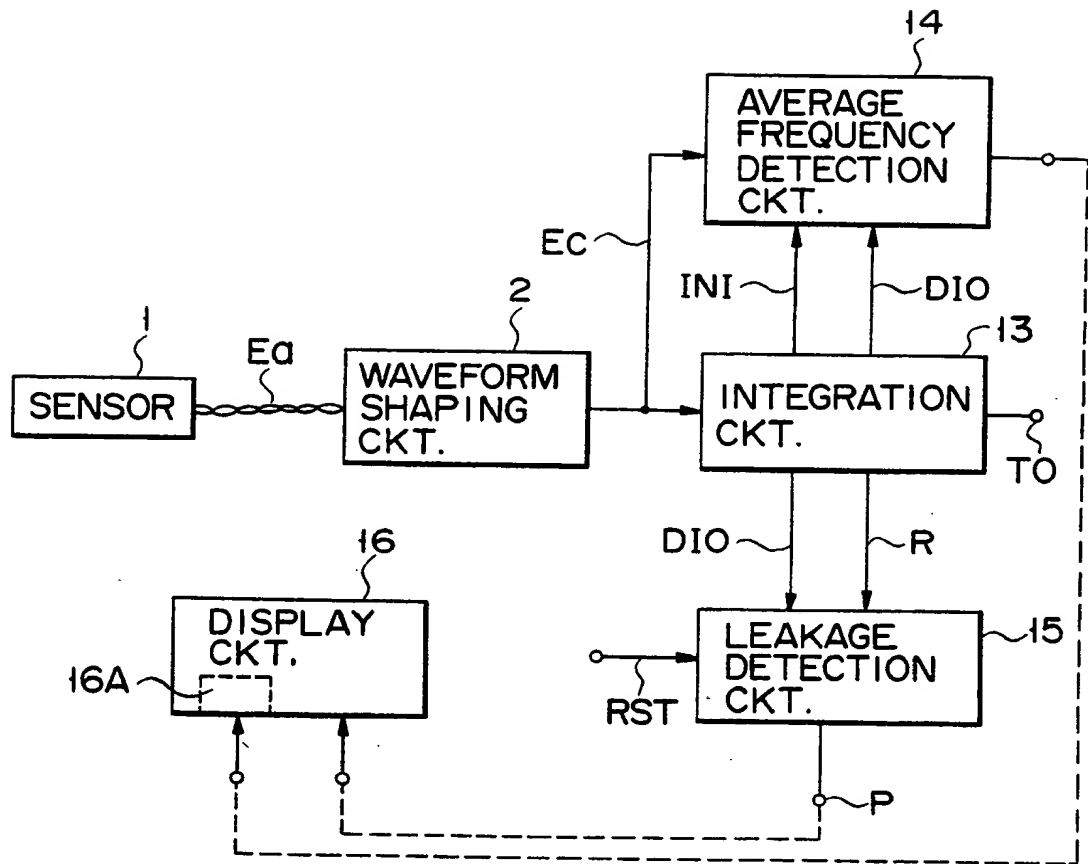 14
AVERAGE
FREQUENCY
DETECTION
CKT.
Ec
INI
DIO
1
Ea
2
13
SENSOR
WAVEFORM
SHAPING
CKT.
INTEGRATION
CKT.
TO
DIO
R
16
DISPLAY
CKT.
16A
RST
LEAKAGE
DETECTION
CKT.
15
P